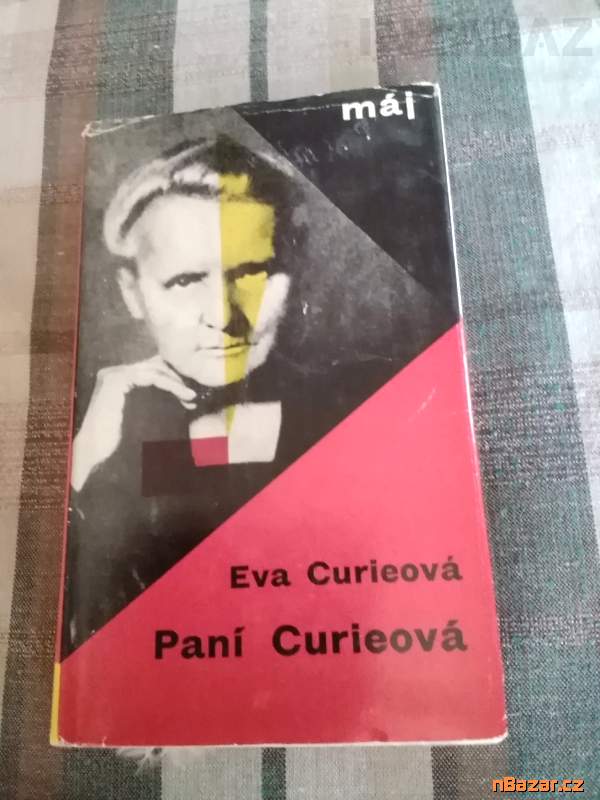 máj
Eva Curieová
Paní Curieová
nBazar.cz